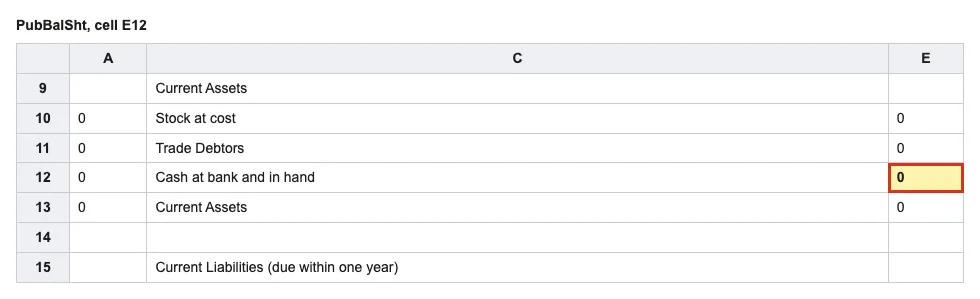 PubBalSht, cell E12
A C E
9 Current Assets
10 0 Stock at cost 0
11 0 Trade Debtors 0
12 0 Cash at bank and in hand 0
13 0 Current Assets 0
14
15 Current Liabilities (due within one year)